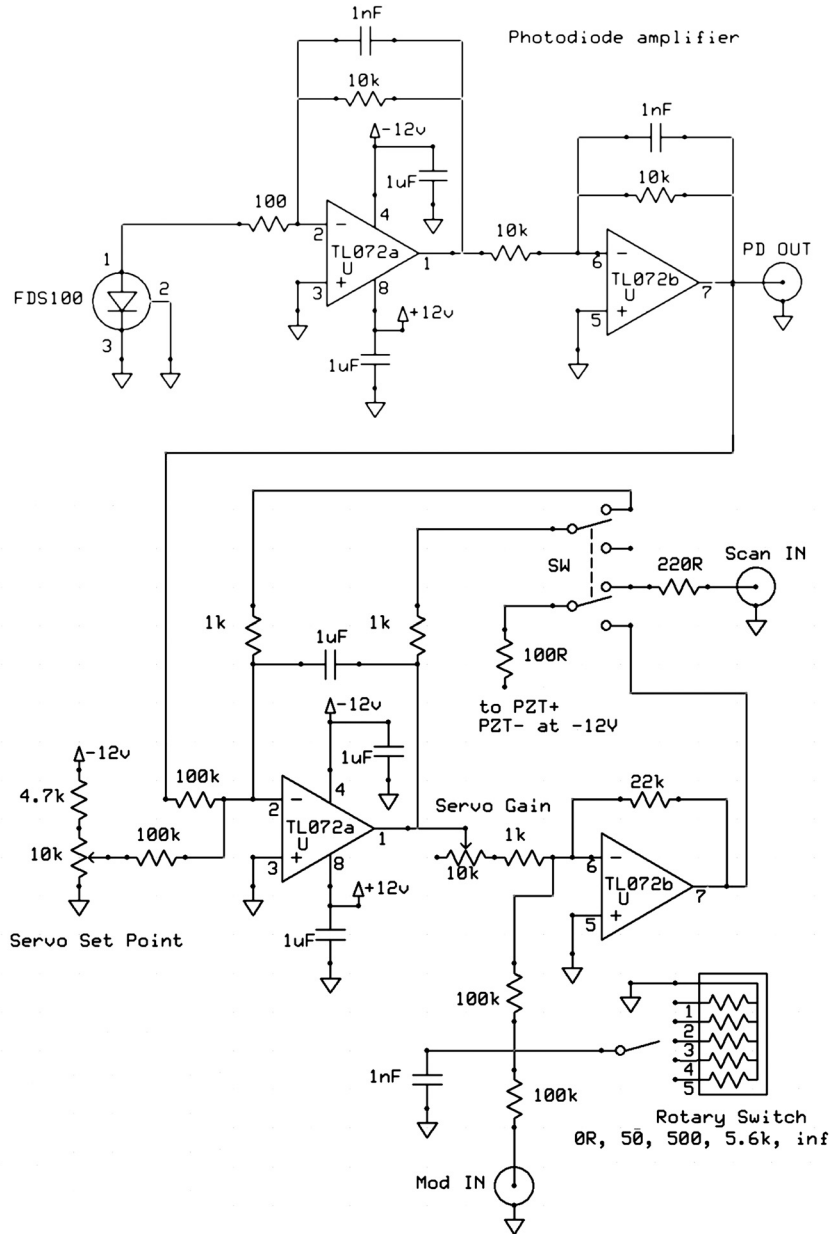 1nF
Photodiode amplifier
10k
-12v
1nF
1uF
10k
100
4
2
TL072a
U
1
10k
6
TL072b
U
7
PD OUT
1
2
FDS100
3
3
8
+12v
5
1uF
3
SW
220R
Scan IN
1k
1uF
1k
100R
to PZT+
PZT- at -12V
-12v
-12v
1uF
4.7k
100k
4
Servo Gain
22k
2
TL072a
U
1
1k
10k
100k
10k
6
TL072b
U
7
3
8
+12v
5
1uF
Servo Set Point
100k
1
2
3
4
5
1nF
100k
Rotary Switch
0R, 50, 500, 5.6k, inf
Mod IN